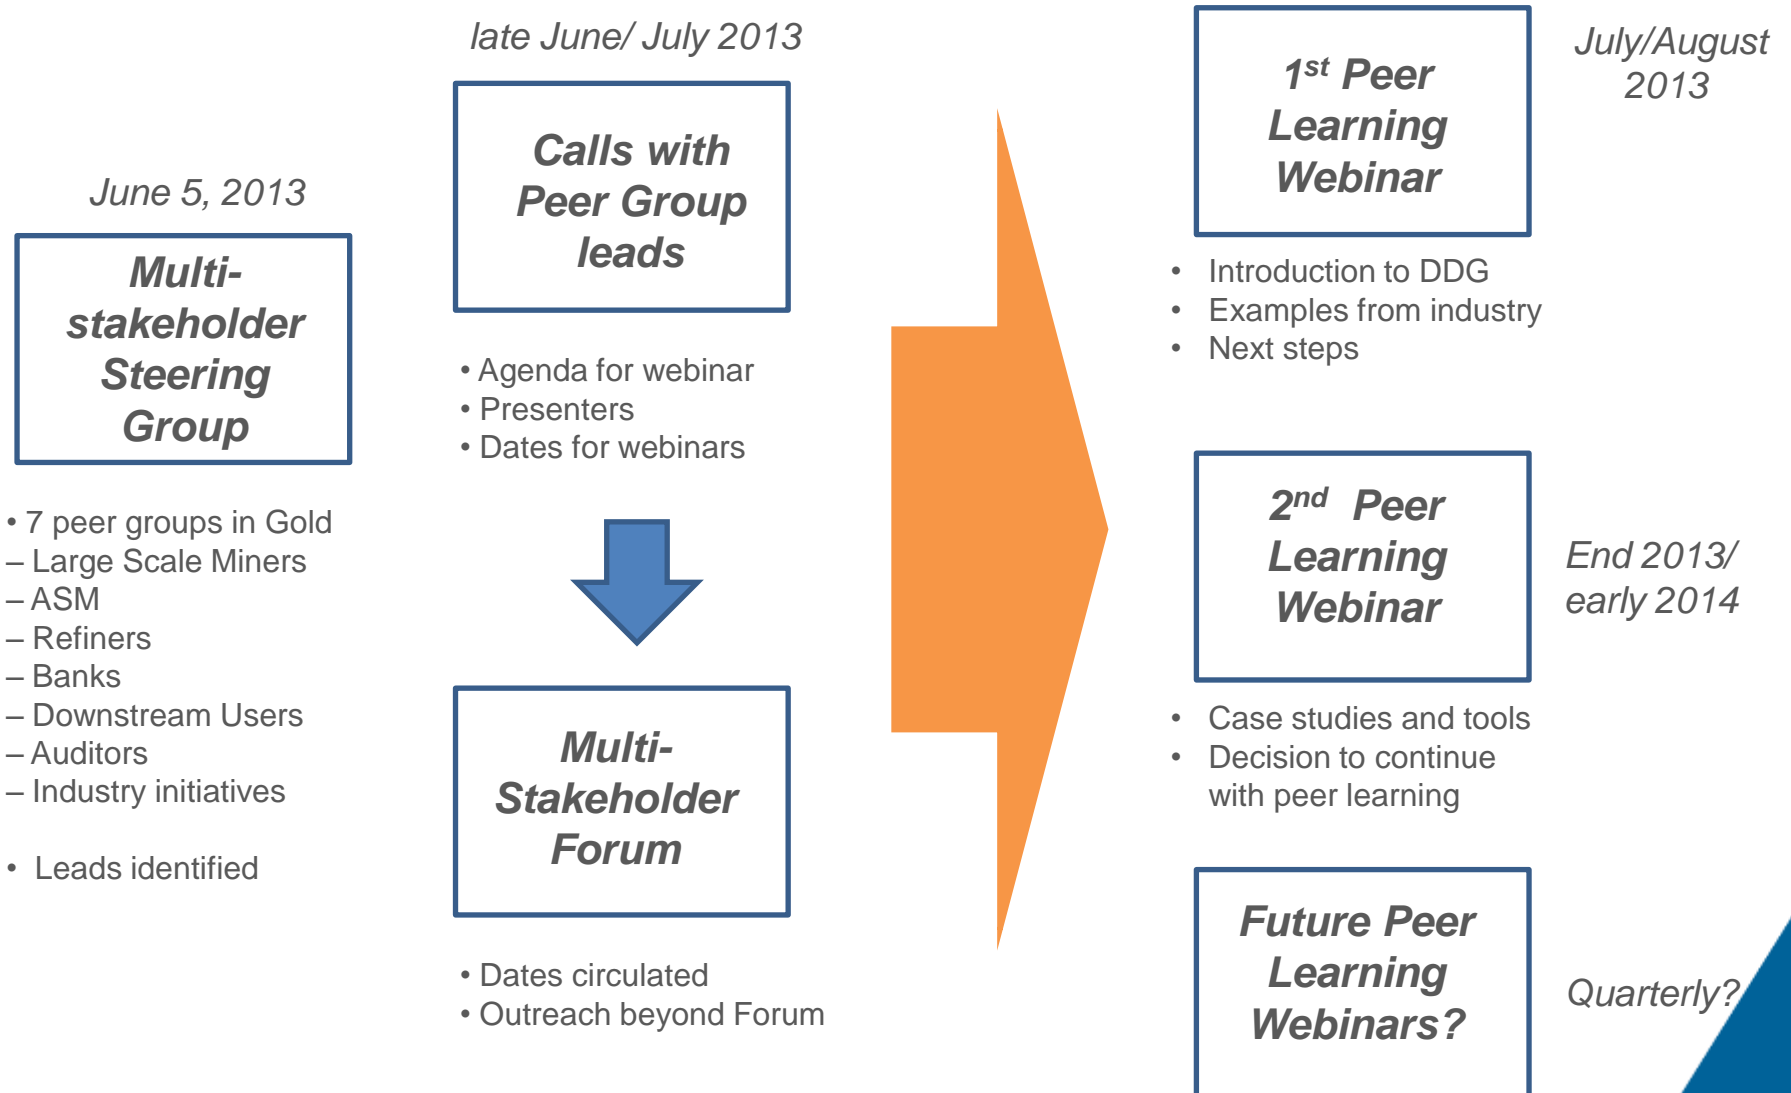 June 5, 2013
Multi-
stakeholder
Steering
Group
• 7 peer groups in Gold
– Large Scale Miners
– ASM
– Refiners
– Banks
– Downstream Users
– Auditors
– Industry initiatives
• Leads identified
late June/ July 2013
Calls with
Peer Group
leads
• Agenda for webinar
• Presenters
• Dates for webinars
Multi-
Stakeholder
Forum
• Dates circulated
• Outreach beyond Forum
1st Peer
Learning
Webinar
July/August
2013
• Introduction to DDG
• Examples from industry
• Next steps
2nd Peer
Learning
Webinar
End 2013/
early 2014
• Case studies and tools
• Decision to continue
with peer learning
Future Peer
Learning
Webinars?
Quarterly?